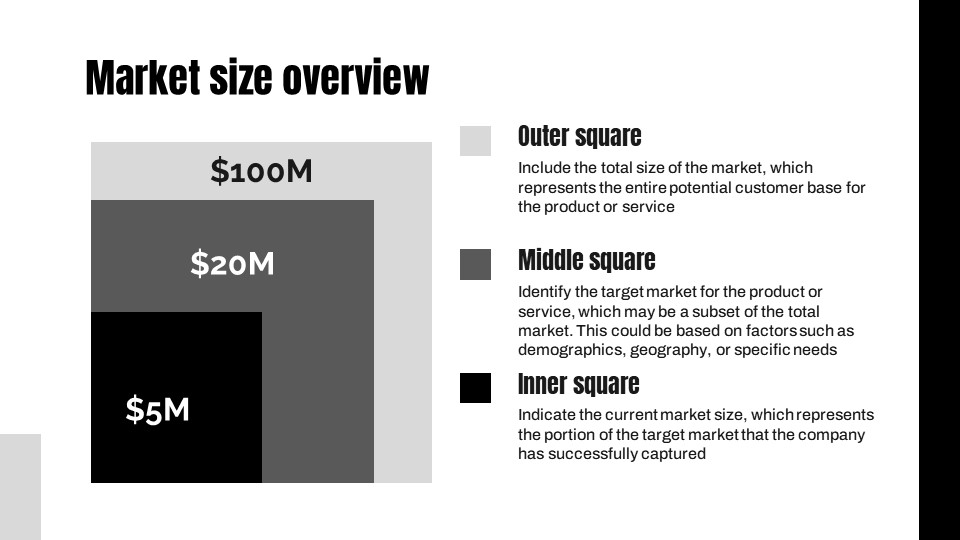 Market size overview
$100M
$20M
$5M
Outer square
Include the total size of the market, which
represents the entire potential customer base for
the product or service
Middle square
Identify the target market for the product or
service, which may be a subset of the total
market. This could be based on factors such as
demographics, geography, or specific needs
Inner square
Indicate the current market size, which represents
the portion of the target market that the company
has successfully captured